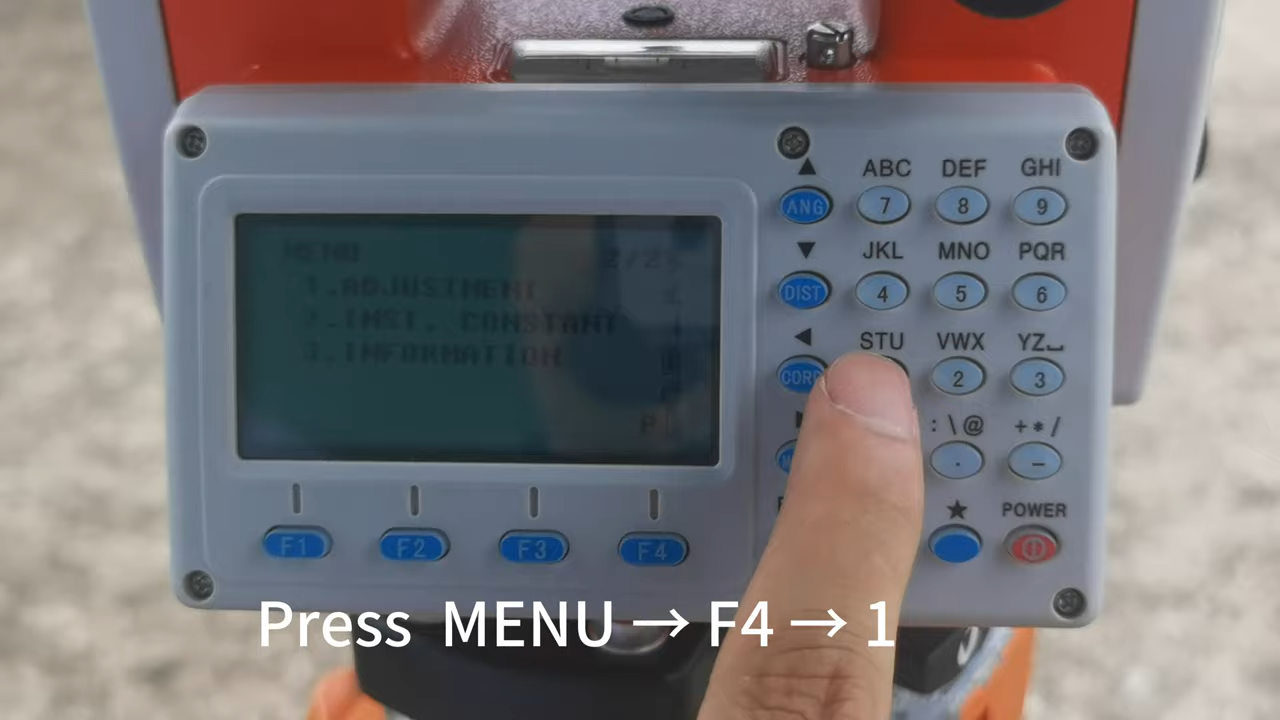 MENU 2/2
1.ADJUSTMENT
2.INST. CONSTANT
3.INFORMATION
P
▲ ABC DEF GHI
ANG 7 8 9
▼ JKL MNO PQR
DIST 4 5 6
◀ STU VWX YZ⎵
CORD 2 3
: \ @ + * /
. −
★ POWER
F1 F2 F3 F4
Press MENU → F4 → 1